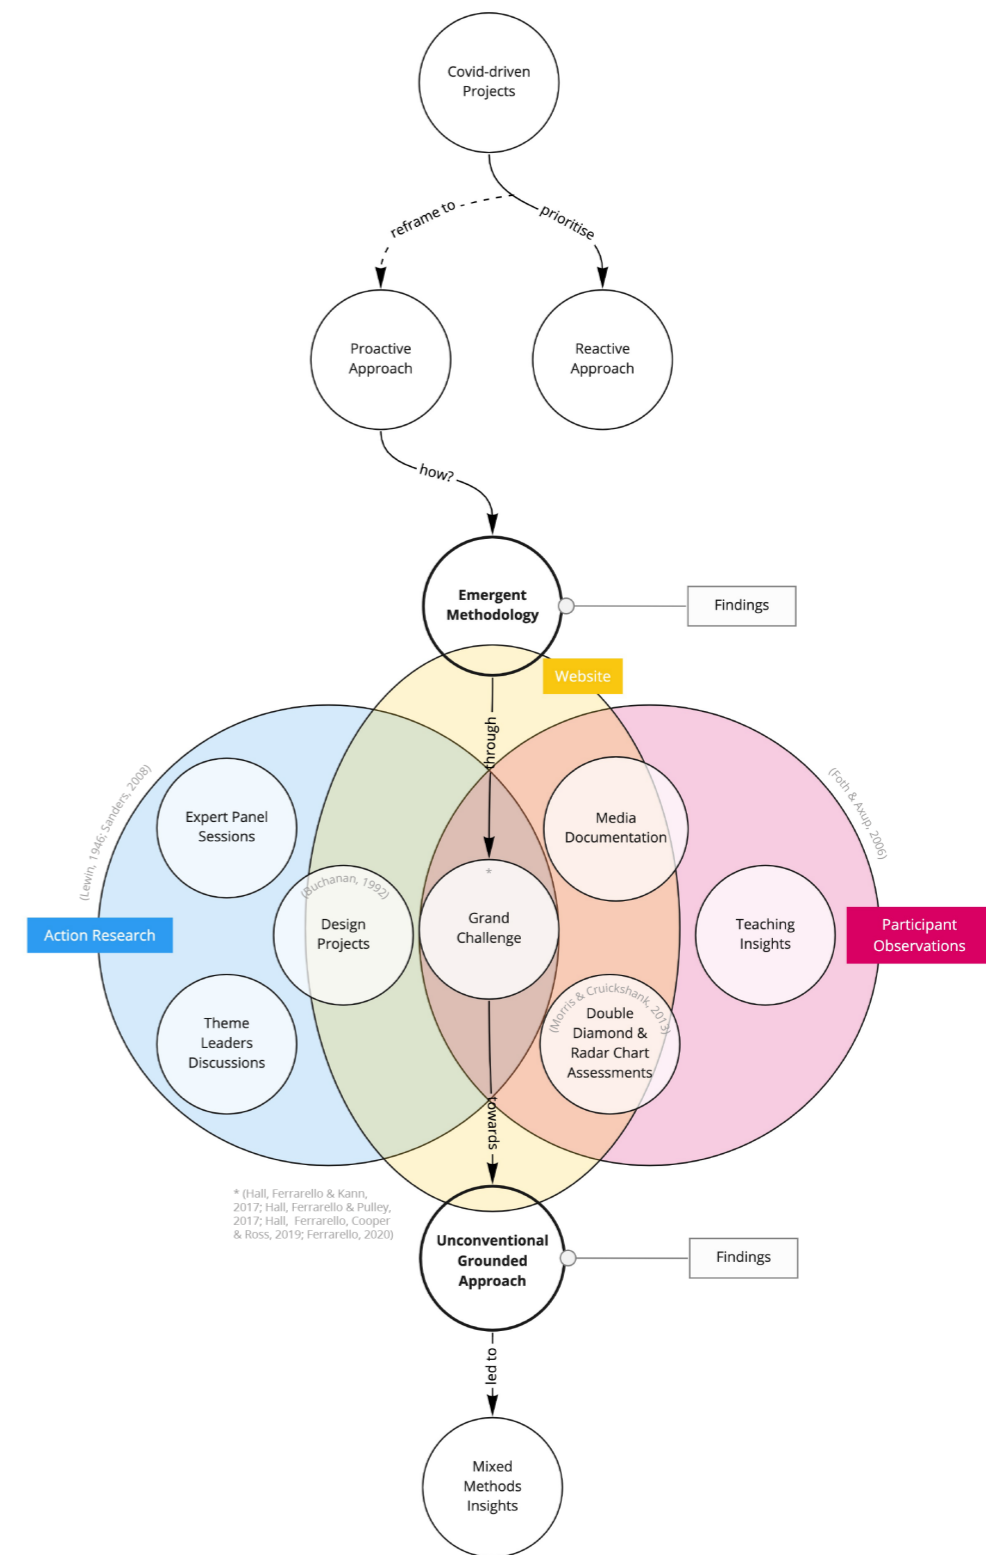 Covid-driven
Projects
reframe to
prioritise
Proactive
Approach
Reactive
Approach
how?
Emergent
Methodology
Findings
Website
through
(Lewin, 1946; Sanders, 2008)
(Foth & Axup, 2006)
Expert Panel
Sessions
Media
Documentation
*
(Buchanan, 1992)
Design
Projects
Grand
Challenge
Teaching
Insights
Action Research
Participant
Observations
Theme
Leaders
Discussions
(Morris & Cruickshank, 2013)
Double
Diamond &
Radar Chart
Assessments
towards
* (Hall, Ferrarello & Kann,
2017; Hall, Ferrarello & Pulley,
2017; Hall, Ferrarello, Cooper
& Ross, 2019; Ferrarello, 2020)
Unconventional
Grounded
Approach
Findings
led to
Mixed
Methods
Insights